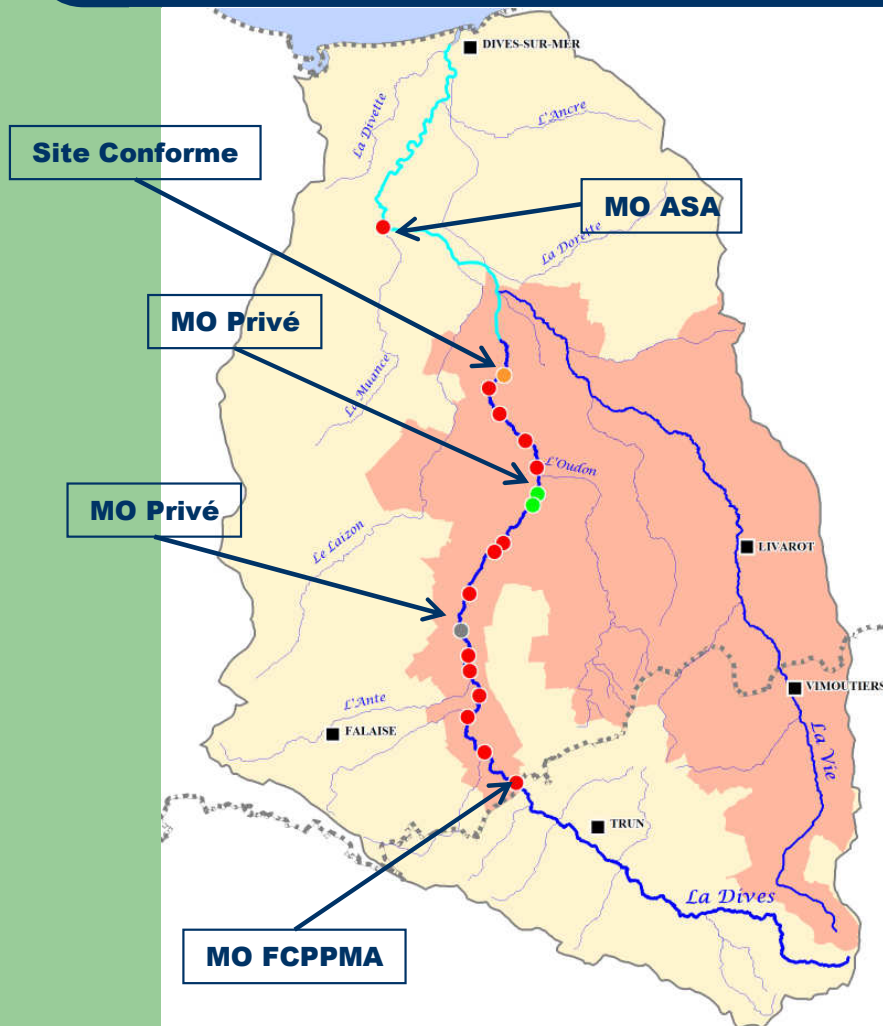 DIVES-SUR-MER
La Divette
L'Ancre
Site Conforme
MO ASA
La Dorette
MO Privé
La Muance
L'Oudon
MO Privé
Le Laizon
LIVAROT
VIMOUTIERS
L'Ante
FALAISE
La Vie
TRUN
La Dives
MO FCPPMA